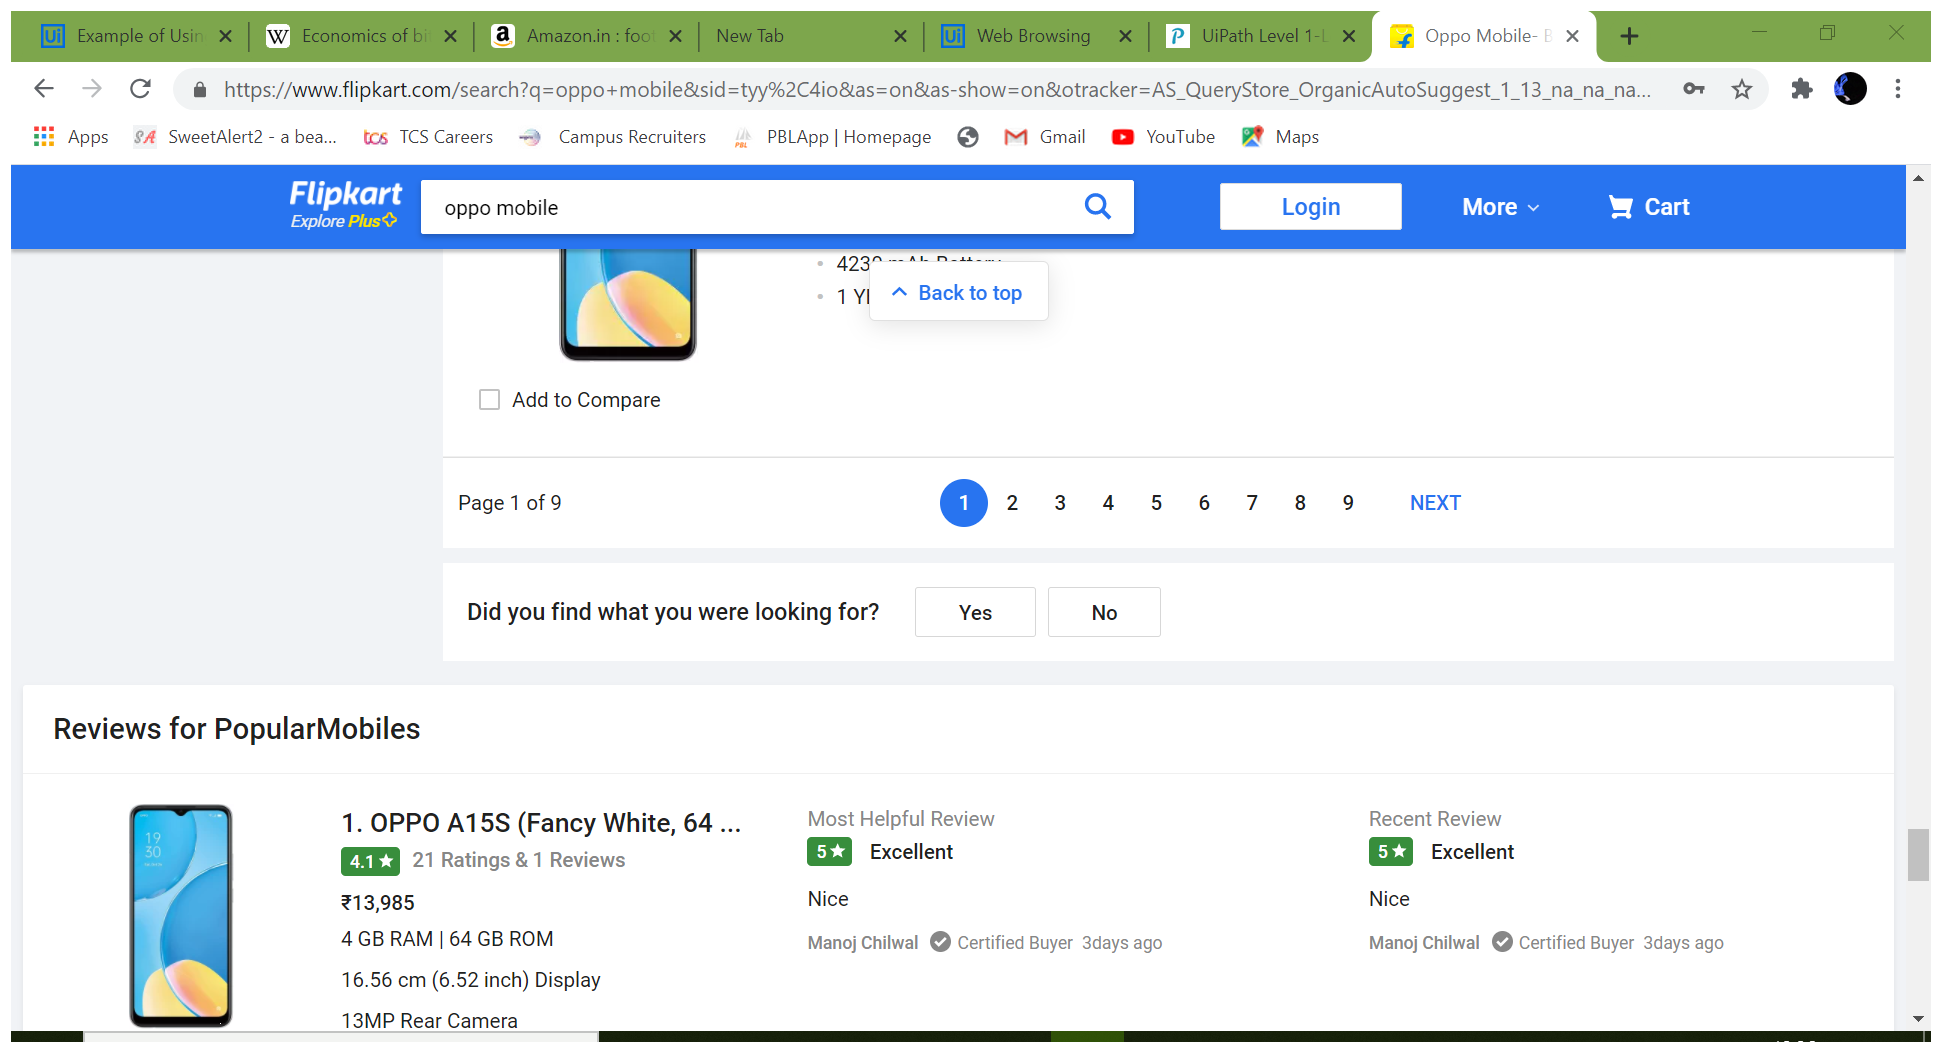 Example of Usin
Economics of bi
Amazon.in : foot
New Tab
Web Browsing
UiPath Level 1-L
Oppo Mobile- B
https://www.flipkart.com/search?q=oppo+mobile&sid=tyy%2C4io&as=on&as-show=on&otracker=AS_QueryStore_OrganicAutoSuggest_1_13_na_na_na...
Apps
SweetAlert2 - a bea...
TCS Careers
Campus Recruiters
PBLApp | Homepage
Gmail
YouTube
Maps
Flipkart
Explore Plus
oppo mobile
Login
More
Cart
mAh Battery
1
Back to top
Add to Compare
Page 1 of 9
1 2 3 4 5 6 7 8 9 NEXT
Did you find what you were looking for?
Yes
No
Reviews for PopularMobiles
1. OPPO A15S (Fancy White, 64 ...
4.1★ 21 Ratings & 1 Reviews
₹13,985
4 GB RAM | 64 GB ROM
16.56 cm (6.52 inch) Display
13MP Rear Camera
Most Helpful Review
5★ Excellent
Nice
Manoj Chilwal Certified Buyer 3days ago
Recent Review
5★ Excellent
Nice
Manoj Chilwal Certified Buyer 3days ago